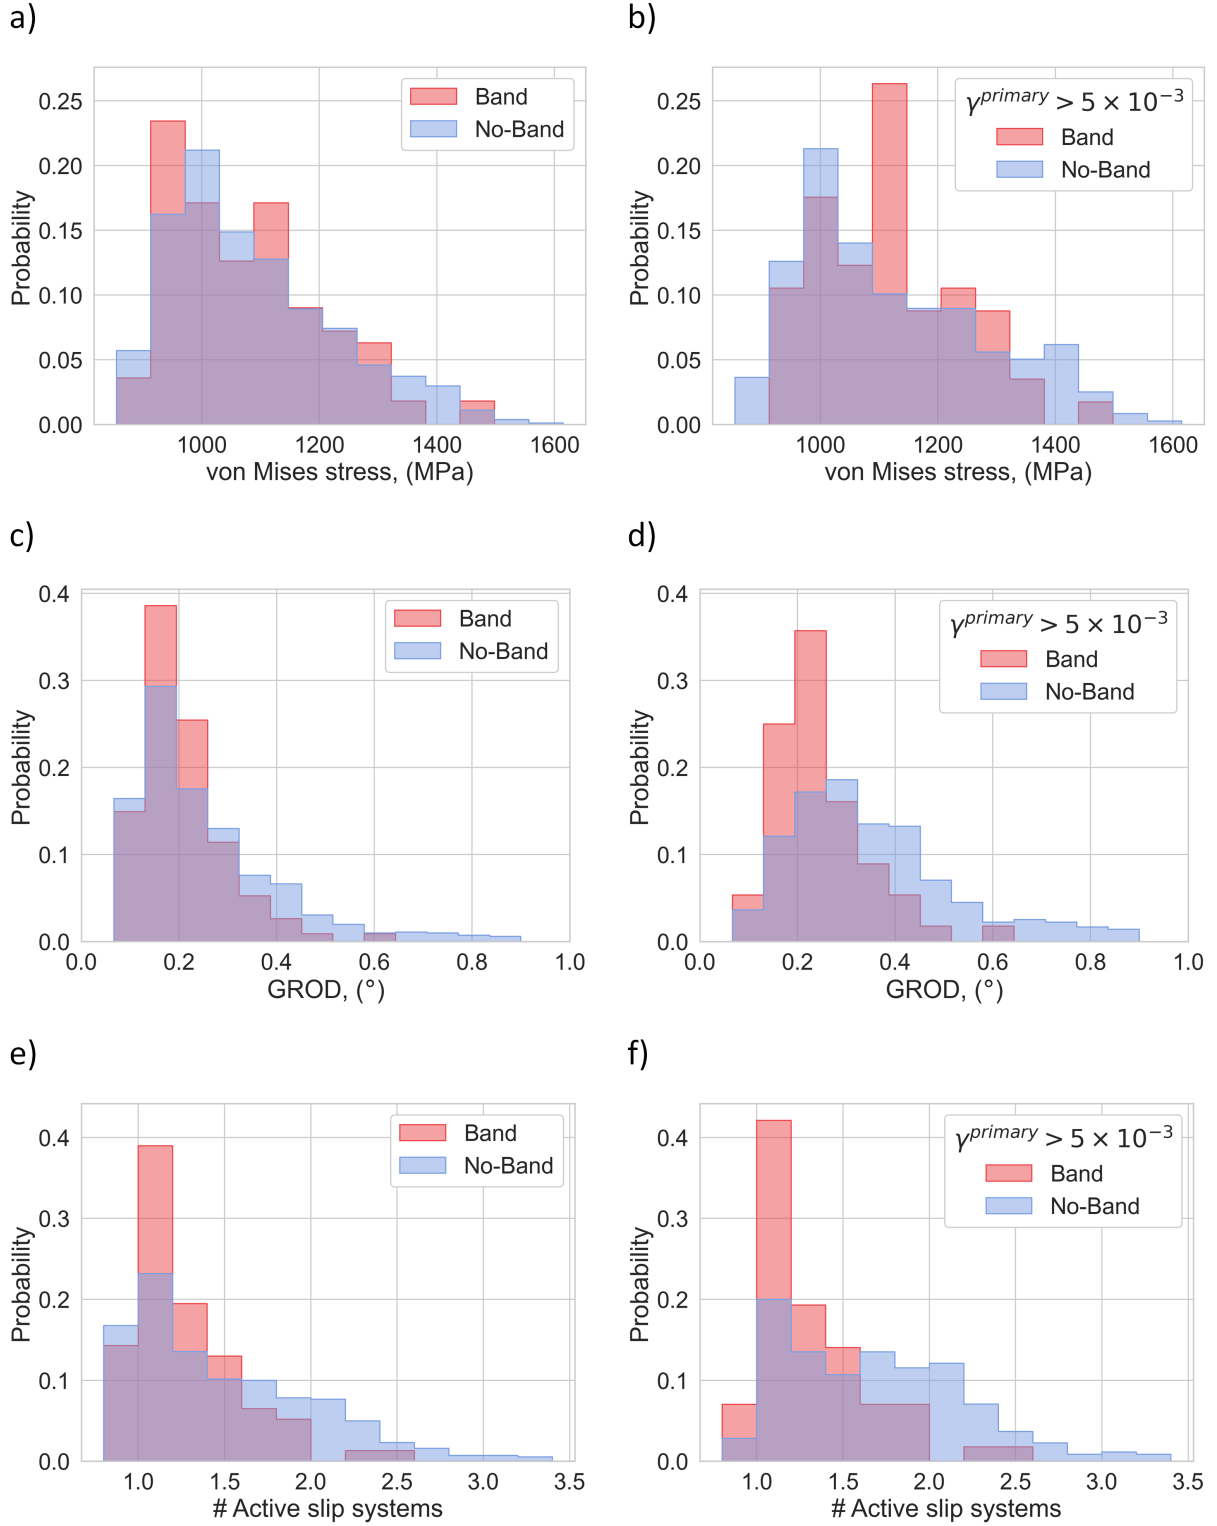 a)
0.25
0.20
0.15
0.10
0.05
0.00
Probability
Band
No-Band
1000 1200 1400 1600
von Mises stress, (MPa)
b)
0.25
0.20
0.15
0.10
0.05
0.00
Probability
γ^primary > 5 × 10⁻³
Band
No-Band
1000 1200 1400 1600
von Mises stress, (MPa)
c)
0.4
0.3
0.2
0.1
0.0
Probability
Band
No-Band
0.0 0.2 0.4 0.6 0.8 1.0
GROD, (°)
d)
0.4
0.3
0.2
0.1
0.0
Probability
γ^primary > 5 × 10⁻³
Band
No-Band
0.0 0.2 0.4 0.6 0.8 1.0
GROD, (°)
e)
0.4
0.3
0.2
0.1
0.0
Probability
Band
No-Band
1.0 1.5 2.0 2.5 3.0 3.5
# Active slip systems
f)
0.4
0.3
0.2
0.1
0.0
Probability
γ^primary > 5 × 10⁻³
Band
No-Band
1.0 1.5 2.0 2.5 3.0 3.5
# Active slip systems